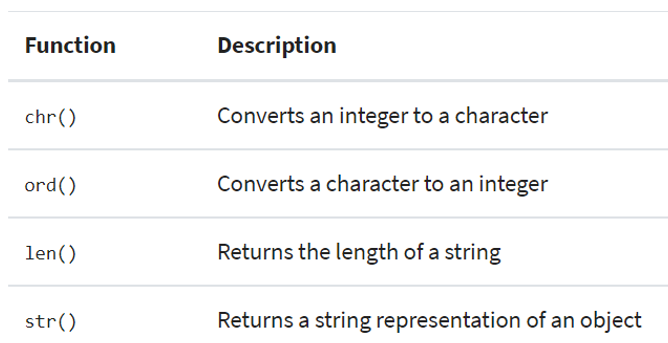 Function Description
chr() Converts an integer to a character
ord() Converts a character to an integer
len() Returns the length of a string
str() Returns a string representation of an object